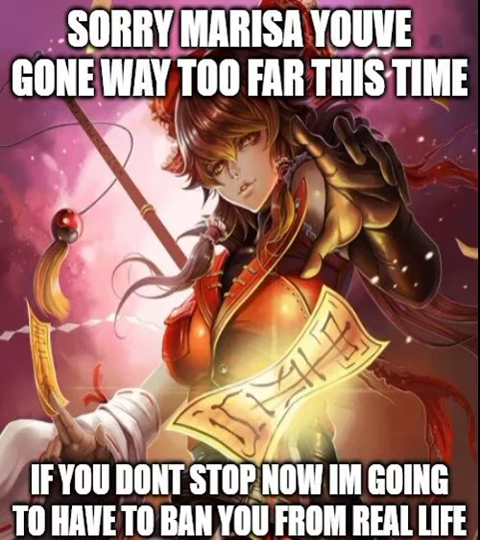 SORRY MARISA YOUVE
GONE WAY TOO FAR THIS TIME
IF YOU DONT STOP NOW IM GOING
TO HAVE TO BAN YOU FROM REAL LIFE